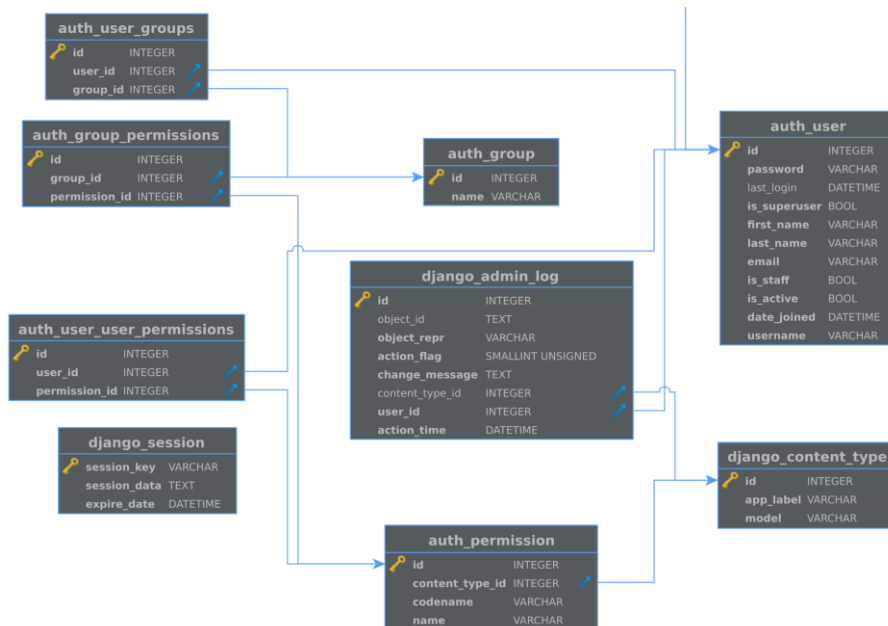 auth_user_groups
id INTEGER
user_id INTEGER
group_id INTEGER
auth_group_permissions
id INTEGER
group_id INTEGER
permission_id INTEGER
auth_group
id INTEGER
name VARCHAR
auth_user
id INTEGER
password VARCHAR
last_login DATETIME
is_superuser BOOL
first_name VARCHAR
last_name VARCHAR
email VARCHAR
is_staff BOOL
is_active BOOL
date_joined DATETIME
username VARCHAR
django_admin_log
id INTEGER
object_id TEXT
object_repr VARCHAR
action_flag SMALLINT UNSIGNED
change_message TEXT
content_type_id INTEGER
user_id INTEGER
action_time DATETIME
auth_user_user_permissions
id INTEGER
user_id INTEGER
permission_id INTEGER
django_session
session_key VARCHAR
session_data TEXT
expire_date DATETIME
django_content_type
id INTEGER
app_label VARCHAR
model VARCHAR
auth_permission
id INTEGER
content_type_id INTEGER
codename VARCHAR
name VARCHAR